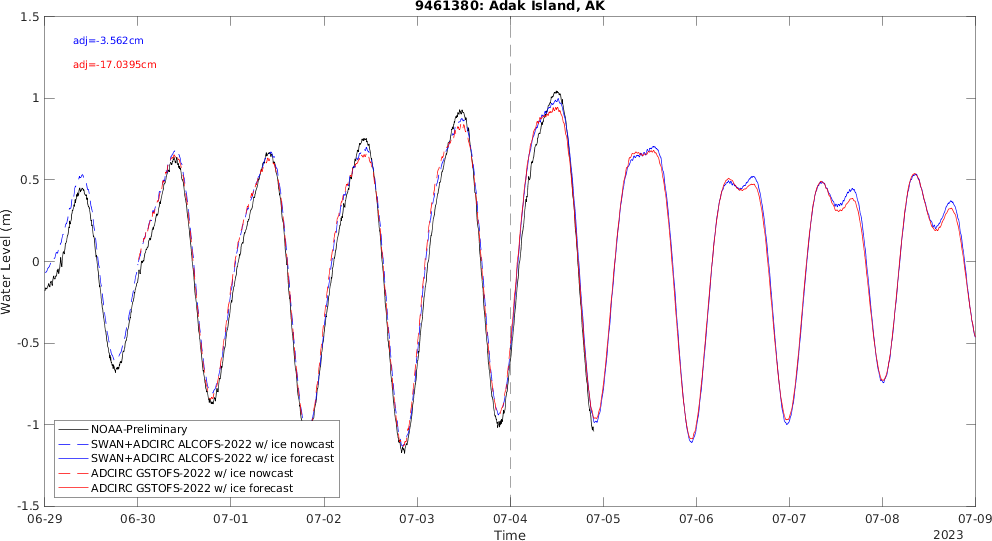 9461380: Adak Island, AK
adj=-3.562cm
adj=-17.0395cm
Water Level (m)
1.5
1
0.5
0
-0.5
-1
-1.5
NOAA-Preliminary
SWAN+ADCIRC ALCOFS-2022 w/ ice nowcast
SWAN+ADCIRC ALCOFS-2022 w/ ice forecast
ADCIRC GSTOFS-2022 w/ ice nowcast
ADCIRC GSTOFS-2022 w/ ice forecast
06-29 06-30 07-01 07-02 07-03 07-04 07-05 07-06 07-07 07-08 07-09
Time
2023